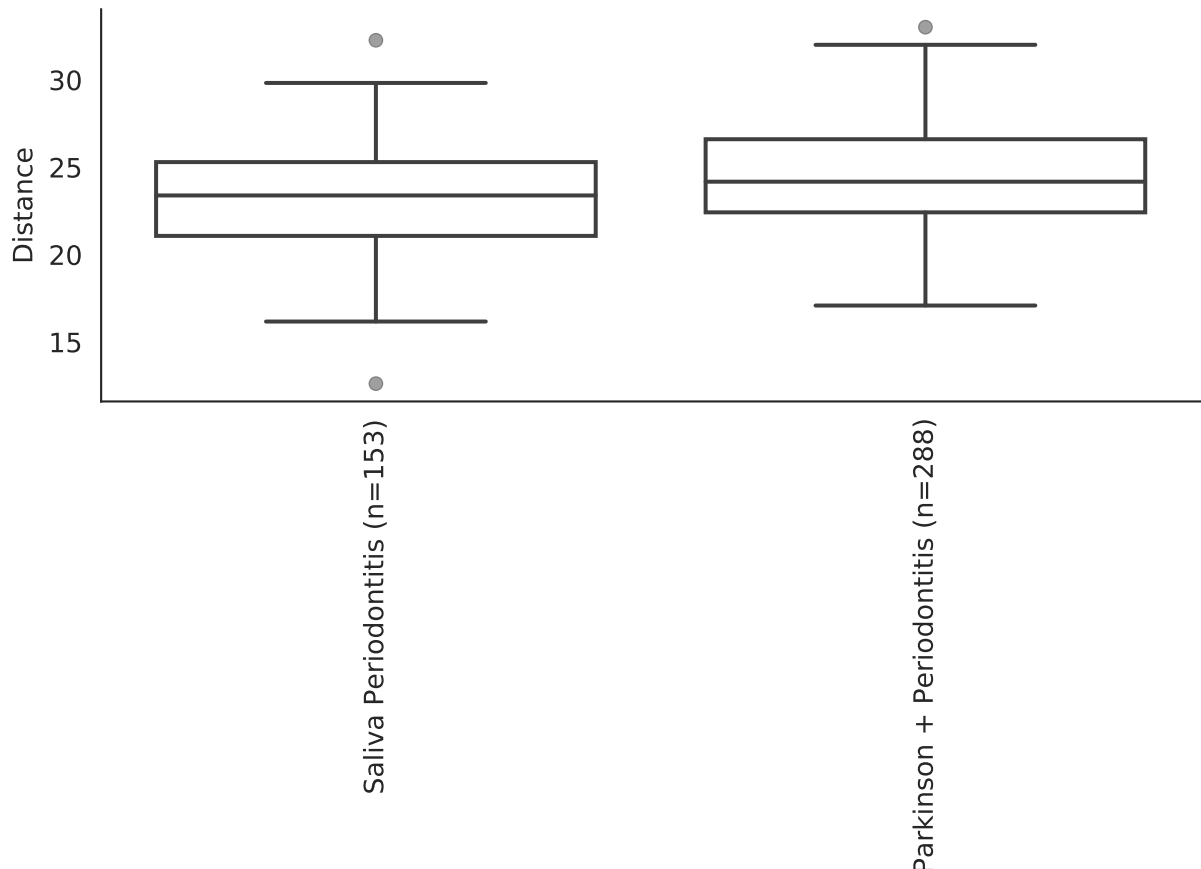 Distance
30
25
20
15
Saliva Periodontitis (n=153)
Parkinson + Periodontitis (n=288)